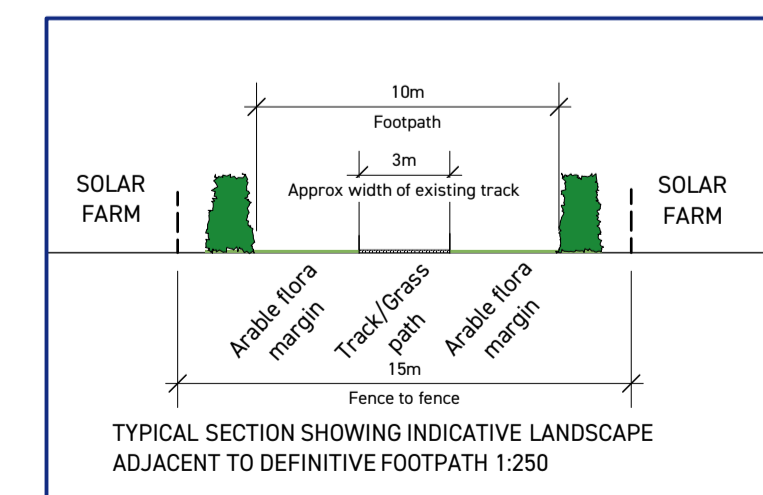 10m
Footpath
3m
Approx width of existing track
SOLAR
FARM
SOLAR
FARM
Arable flora
margin
Track/Grass
path
Arable flora
margin
15m
Fence to fence
TYPICAL SECTION SHOWING INDICATIVE LANDSCAPE
ADJACENT TO DEFINITIVE FOOTPATH 1:250